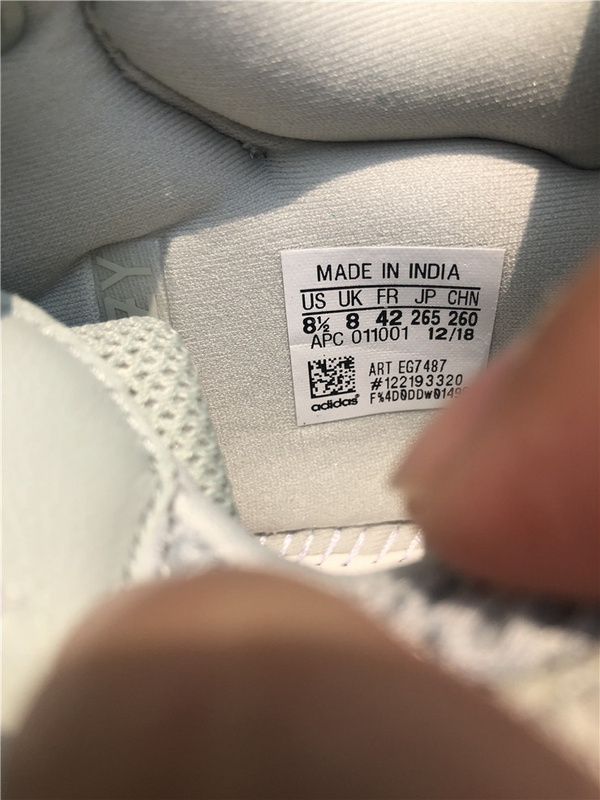 MADE IN INDIA
US UK FR JP CHN
8½ 8 42 265 260
APC 011001 12/18
ART EG7487
#122193320
adidas